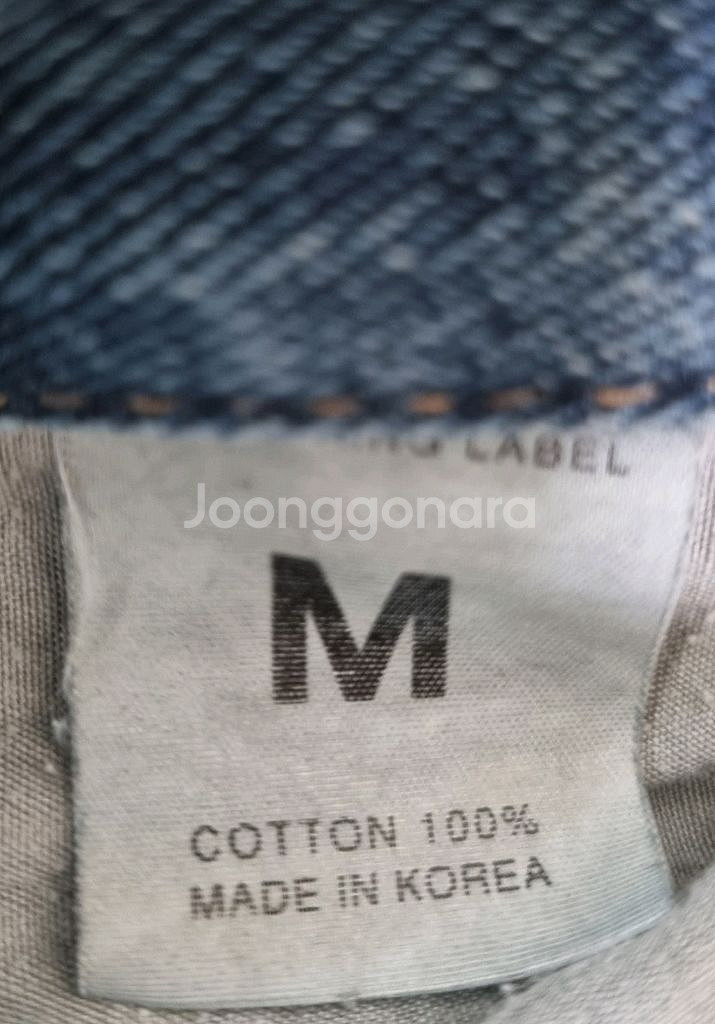 LABEL
Joonggonara
M
COTTON 100%
MADE IN KOREA